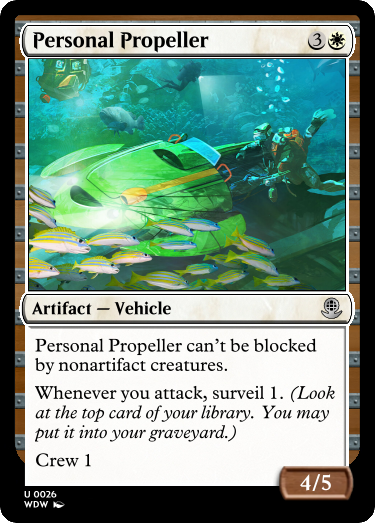 Personal Propeller 3
Artifact — Vehicle
Personal Propeller can't be blocked
by nonartifact creatures.
Whenever you attack, surveil 1. (Look
at the top card of your library. You may
put it into your graveyard.)
Crew 1
4/5
U 0026
WDW